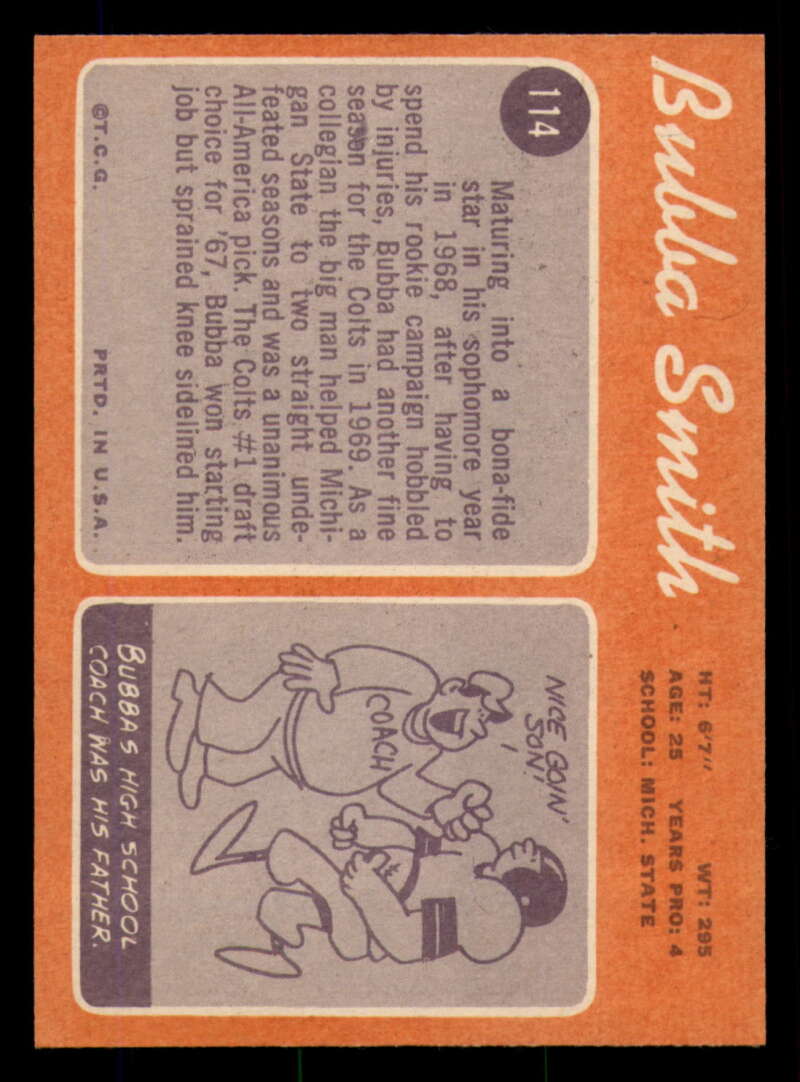 Bubba Smith
HT: 6'7" WT: 295
AGE: 25 YEARS PRO: 4
SCHOOL: MICH. STATE
114
Maturing into a bona-fide
star in his sophomore year
in 1968, after having to
spend his rookie campaign hobbled
by injuries, Bubba had another fine
season for the Colts in 1969. As a
collegian the big man helped Michi-
gan State to two straight unde-
feated seasons and was a unanimous
All-America pick. The Colts #1 draft
choice for '67, Bubba won starting
job but sprained knee sidelined him.
©T.C.G. PRTD. IN U.S.A.
NICE GOIN'
SON!
COACH
BUBBA'S HIGH SCHOOL
COACH WAS HIS FATHER.